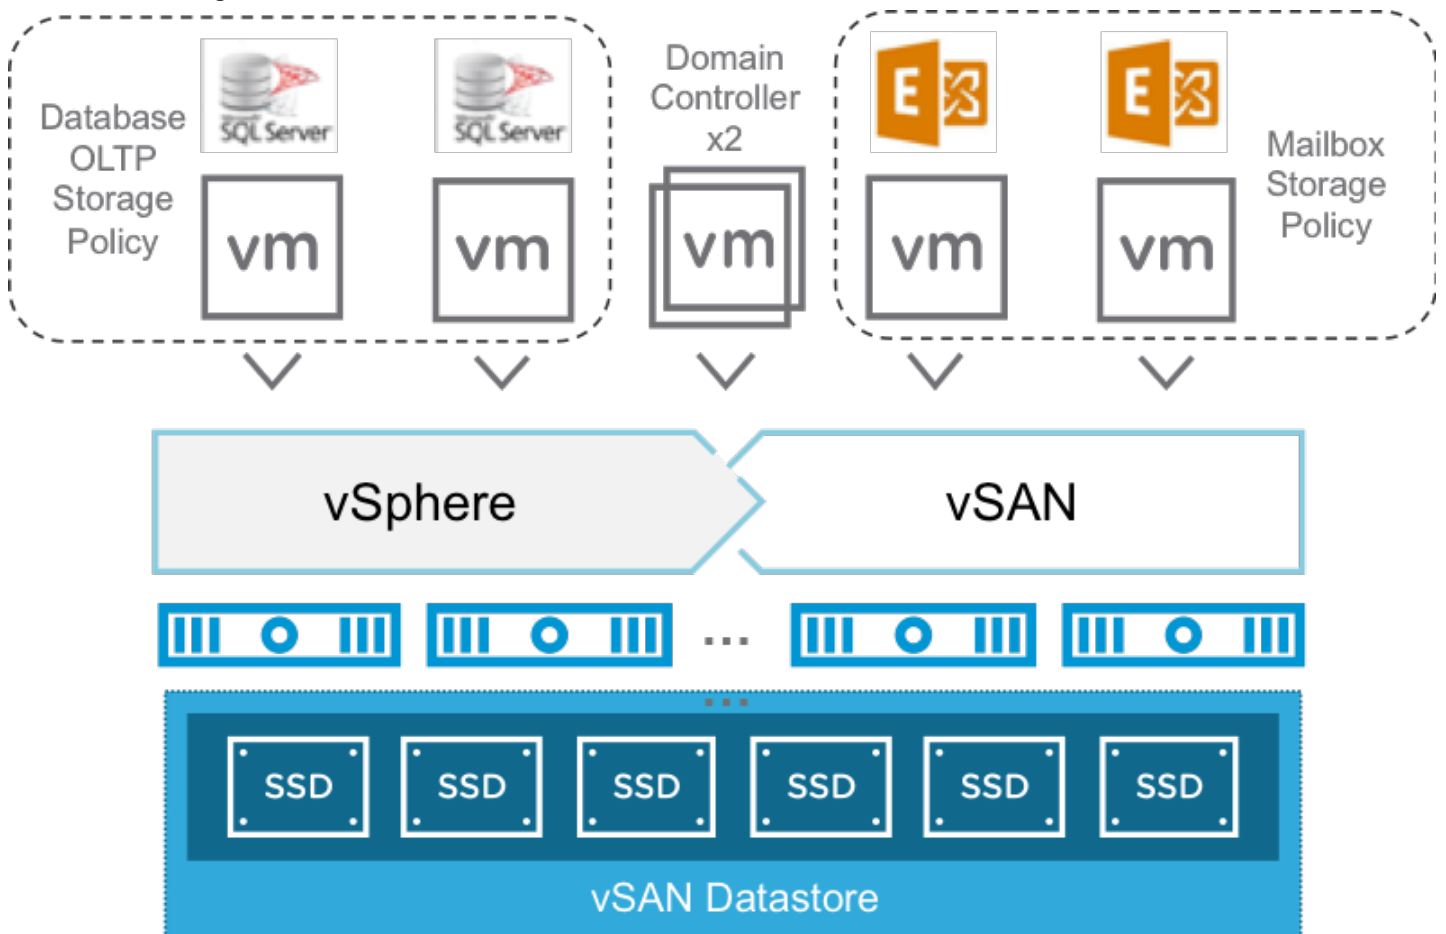 Database
OLTP
Storage
Policy
SQL Server
vm
SQL Server
vm
Domain
Controller
x2
vm
E
vm
E
vm
Mailbox
Storage
Policy
vSphere
vSAN
...
...
SSD
SSD
SSD
SSD
SSD
SSD
vSAN Datastore